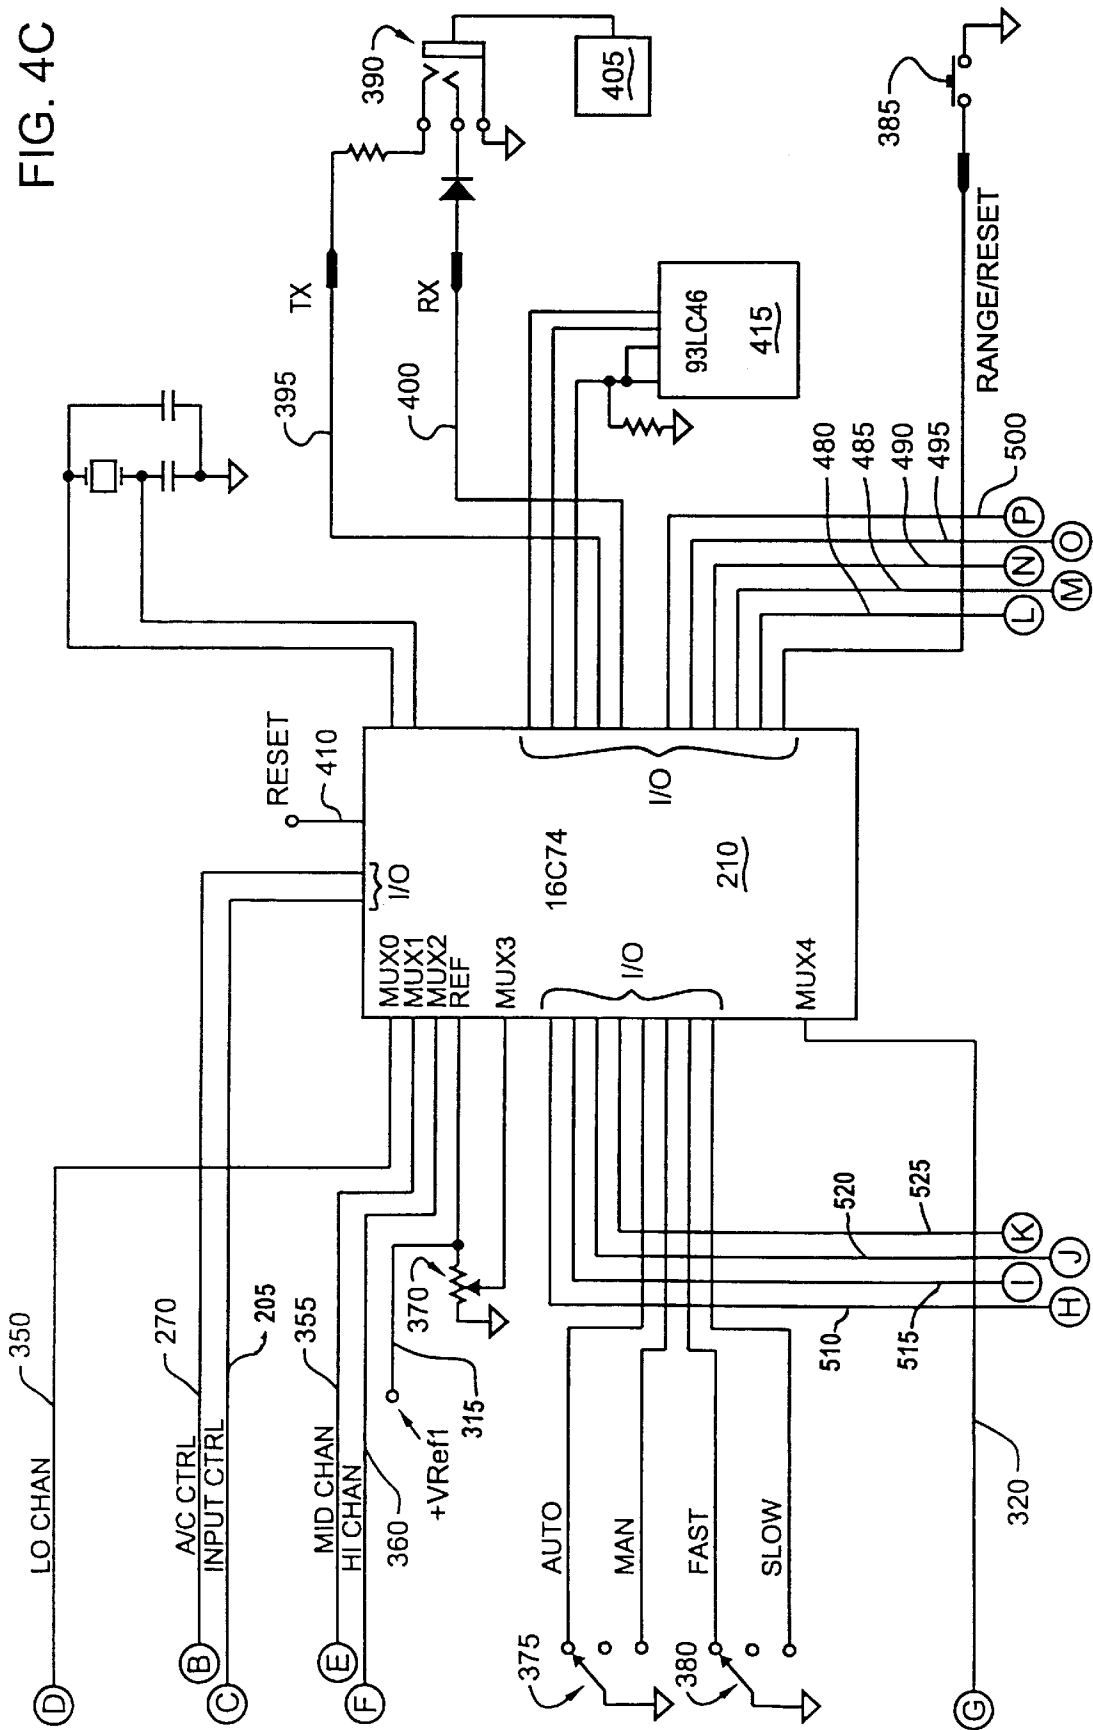 FIG. 4C
LO CHAN
350
D
A/C CTRL
270
B
INPUT CTRL
205
C
MID CHAN
355
E
HI CHAN
360
F
+VRef1
315
370
RESET
410
I/O
MUX0
MUX1
MUX2
REF
MUX3
I/O
MUX4
16C74
210
I/O
395
TX
400
RX
390
405
93LC46
415
385
RANGE/RESET
480
485
490
495
500
L
M
N
O
P
AUTO
MAN
375
FAST
SLOW
380
510
515
520
525
H
I
J
K
320
G